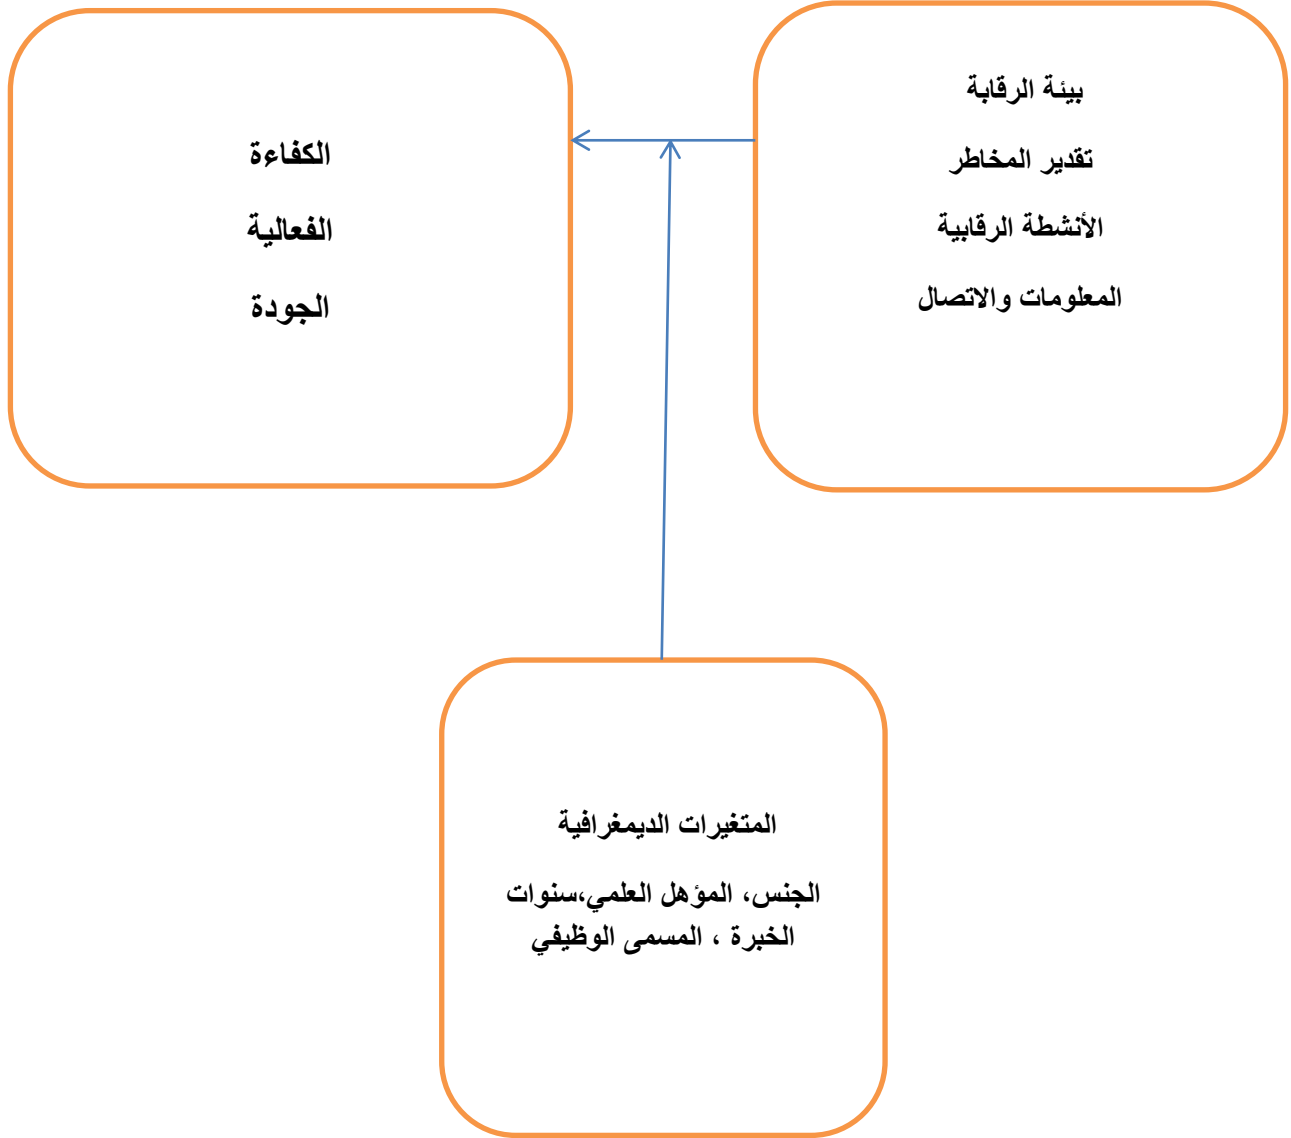 بيئة الرقابة
تقدير المخاطر
الأنشطة الرقابية
المعلومات والاتصال
الكفاءة
الفعالية
الجودة
المتغيرات الديمغرافية
الجنس، المؤهل العلمي،سنوات
الخبرة ، المسمى الوظيفي